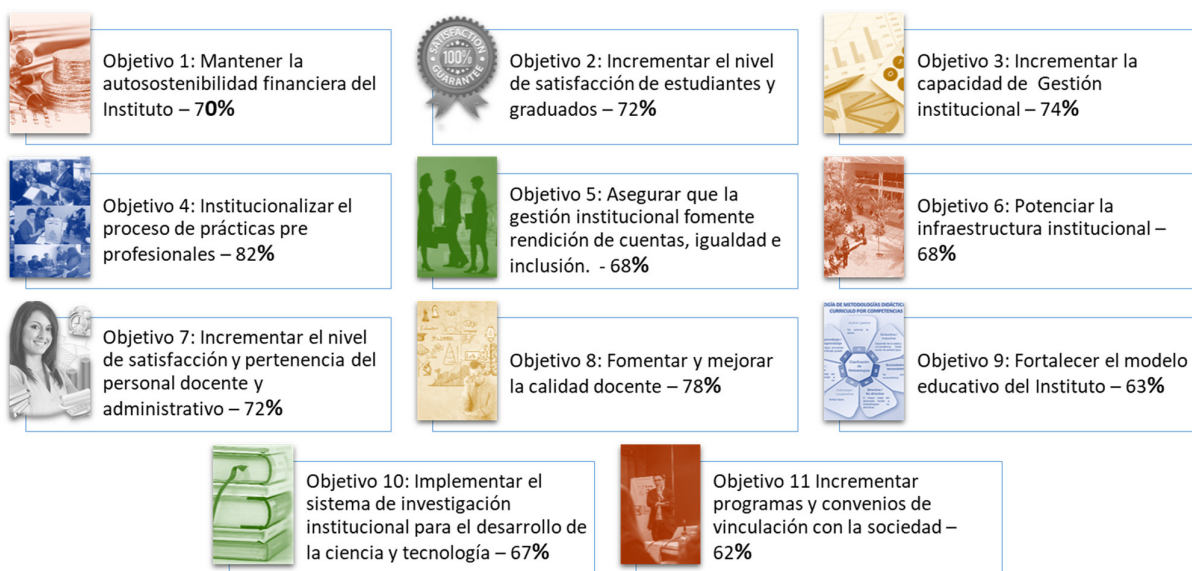 Objetivo 1: Mantener la
autosostenibilidad financiera del
Instituto – 70%
SATISFACTION
100%
GUARANTEE
Objetivo 2: Incrementar el nivel
de satisfacción de estudiantes y
graduados – 72%
Objetivo 3: Incrementar la
capacidad de Gestión
institucional – 74%
Objetivo 4: Institucionalizar el
proceso de prácticas pre
profesionales – 82%
Objetivo 5: Asegurar que la
gestión institucional fomente
rendición de cuentas, igualdad e
inclusión. - 68%
Objetivo 6: Potenciar la
infraestructura institucional –
68%
Objetivo 7: Incrementar el nivel
de satisfacción y pertenencia del
personal docente y
administrativo – 72%
Objetivo 8: Fomentar y mejorar
la calidad docente – 78%
OGÍA DE METODOLOGÍAS DIDÁCTIC
CURRICULO POR COMPETENCIAS
Objetivo 9: Fortalecer el modelo
educativo del Instituto – 63%
Objetivo 10: Implementar el
sistema de investigación
institucional para el desarrollo de
la ciencia y tecnología – 67%
Objetivo 11 Incrementar
programas y convenios de
vinculación con la sociedad –
62%